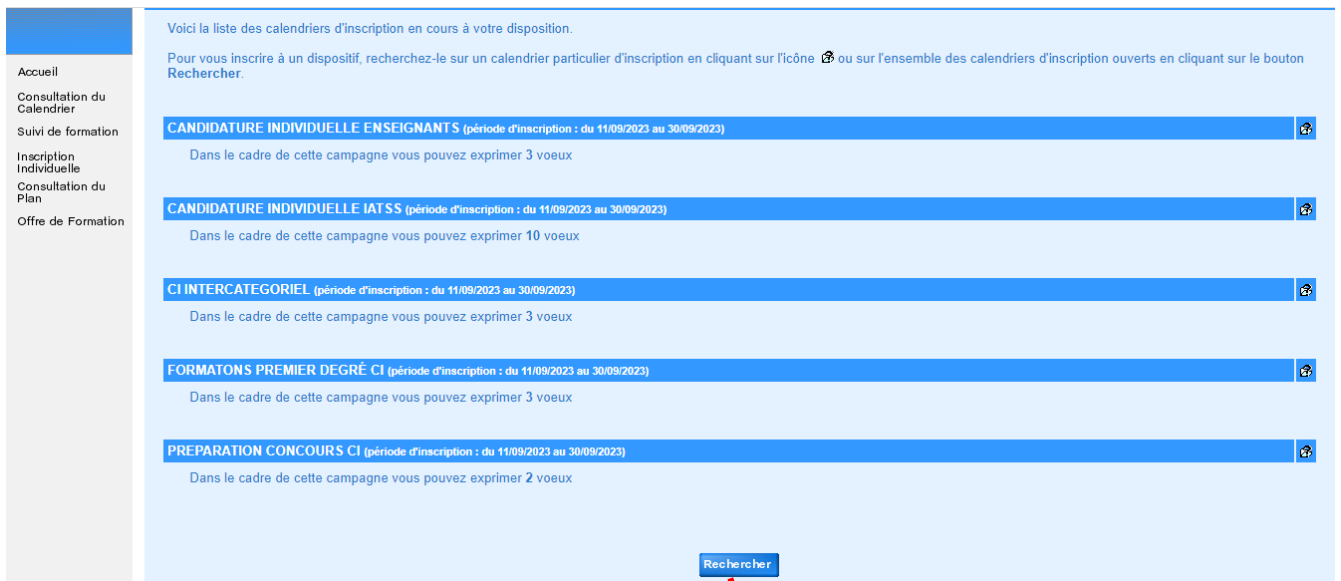 Voici la liste des calendriers d'inscription en cours à votre disposition.
Pour vous inscrire à un dispositif, recherchez-le sur un calendrier particulier d'inscription en cliquant sur l'icône ou sur l'ensemble des calendriers d'inscription ouverts en cliquant sur le bouton
Rechercher.
Accueil
Consultation du
Calendrier
Suivi de formation
Inscription
Individuelle
Consultation du
Plan
Offre de Formation
CANDIDATURE INDIVIDUELLE ENSEIGNANTS (période d'inscription : du 11/09/2023 au 30/09/2023)
Dans le cadre de cette campagne vous pouvez exprimer 3 voeux
CANDIDATURE INDIVIDUELLE IATSS (période d'inscription : du 11/09/2023 au 30/09/2023)
Dans le cadre de cette campagne vous pouvez exprimer 10 voeux
CI INTERCATEGORIEL (période d'inscription : du 11/09/2023 au 30/09/2023)
Dans le cadre de cette campagne vous pouvez exprimer 3 voeux
FORMATONS PREMIER DEGRÉ CI (période d'inscription : du 11/09/2023 au 30/09/2023)
Dans le cadre de cette campagne vous pouvez exprimer 3 voeux
PREPARATION CONCOURS CI (période d'inscription : du 11/09/2023 au 30/09/2023)
Dans le cadre de cette campagne vous pouvez exprimer 2 voeux
Rechercher